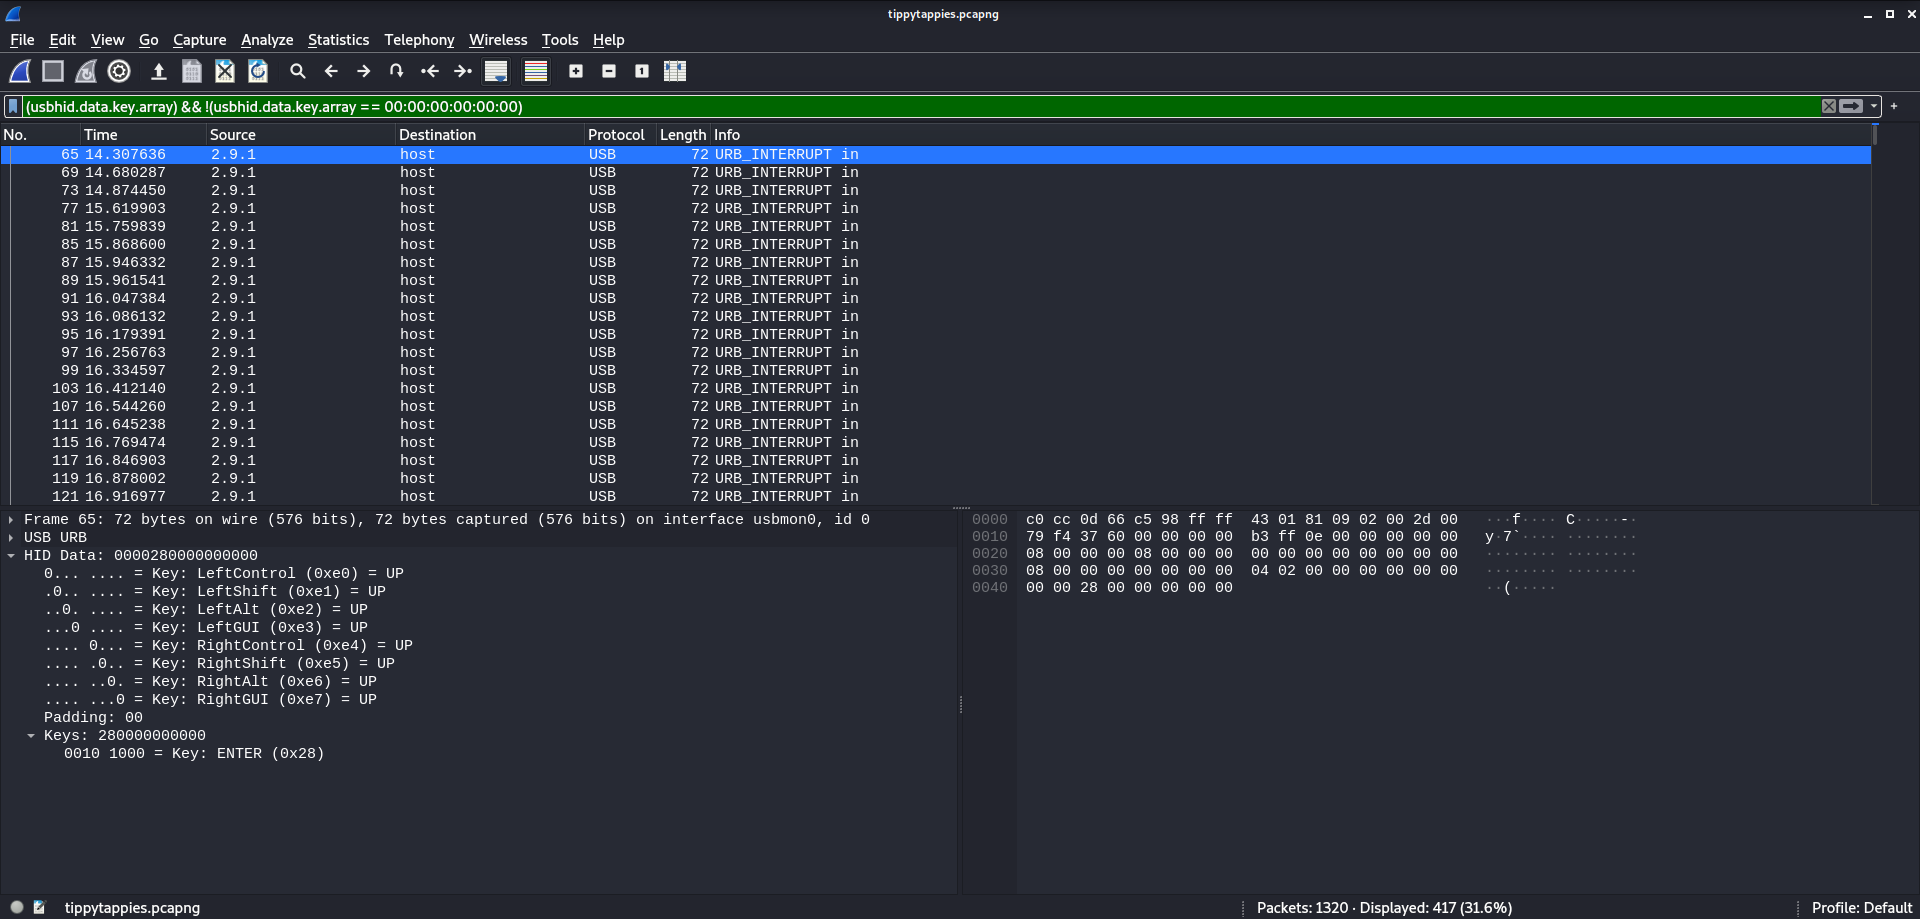 tippytappies.pcapng
File Edit View Go Capture Analyze Statistics Telephony Wireless Tools Help
(usbhid.data.key.array) && !(usbhid.data.key.array == 00:00:00:00:00:00)
No. Time Source Destination Protocol Length Info
65 14.307636 2.9.1 host USB 72 URB_INTERRUPT in
69 14.680287 2.9.1 host USB 72 URB_INTERRUPT in
73 14.874450 2.9.1 host USB 72 URB_INTERRUPT in
77 15.619903 2.9.1 host USB 72 URB_INTERRUPT in
81 15.759839 2.9.1 host USB 72 URB_INTERRUPT in
85 15.868600 2.9.1 host USB 72 URB_INTERRUPT in
87 15.946332 2.9.1 host USB 72 URB_INTERRUPT in
89 15.961541 2.9.1 host USB 72 URB_INTERRUPT in
91 16.047384 2.9.1 host USB 72 URB_INTERRUPT in
93 16.086132 2.9.1 host USB 72 URB_INTERRUPT in
95 16.179391 2.9.1 host USB 72 URB_INTERRUPT in
97 16.256763 2.9.1 host USB 72 URB_INTERRUPT in
99 16.334597 2.9.1 host USB 72 URB_INTERRUPT in
103 16.412140 2.9.1 host USB 72 URB_INTERRUPT in
107 16.544260 2.9.1 host USB 72 URB_INTERRUPT in
111 16.645238 2.9.1 host USB 72 URB_INTERRUPT in
115 16.769474 2.9.1 host USB 72 URB_INTERRUPT in
117 16.846903 2.9.1 host USB 72 URB_INTERRUPT in
119 16.878002 2.9.1 host USB 72 URB_INTERRUPT in
121 16.916977 2.9.1 host USB 72 URB_INTERRUPT in
Frame 65: 72 bytes on wire (576 bits), 72 bytes captured (576 bits) on interface usbmon0, id 0
USB URB
HID Data: 0000280000000000
0... .... = Key: LeftControl (0xe0) = UP
.0.. .... = Key: LeftShift (0xe1) = UP
..0. .... = Key: LeftAlt (0xe2) = UP
...0 .... = Key: LeftGUI (0xe3) = UP
.... 0... = Key: RightControl (0xe4) = UP
.... .0.. = Key: RightShift (0xe5) = UP
.... ..0. = Key: RightAlt (0xe6) = UP
.... ...0 = Key: RightGUI (0xe7) = UP
Padding: 00
Keys: 280000000000
0010 1000 = Key: ENTER (0x28)
0000 c0 cc 0d 66 c5 98 ff ff 43 01 81 09 02 00 2d 00 ···f···· C·····-·
0010 79 f4 37 60 00 00 00 00 b3 ff 0e 00 00 00 00 00 y·7`···· ········
0020 08 00 00 00 08 00 00 00 00 00 00 00 00 00 00 00 ········ ········
0030 08 00 00 00 00 00 00 00 04 02 00 00 00 00 00 00 ········ ········
0040 00 00 28 00 00 00 00 00 ··(·····
tippytappies.pcapng
Packets: 1320 · Displayed: 417 (31.6%)
Profile: Default